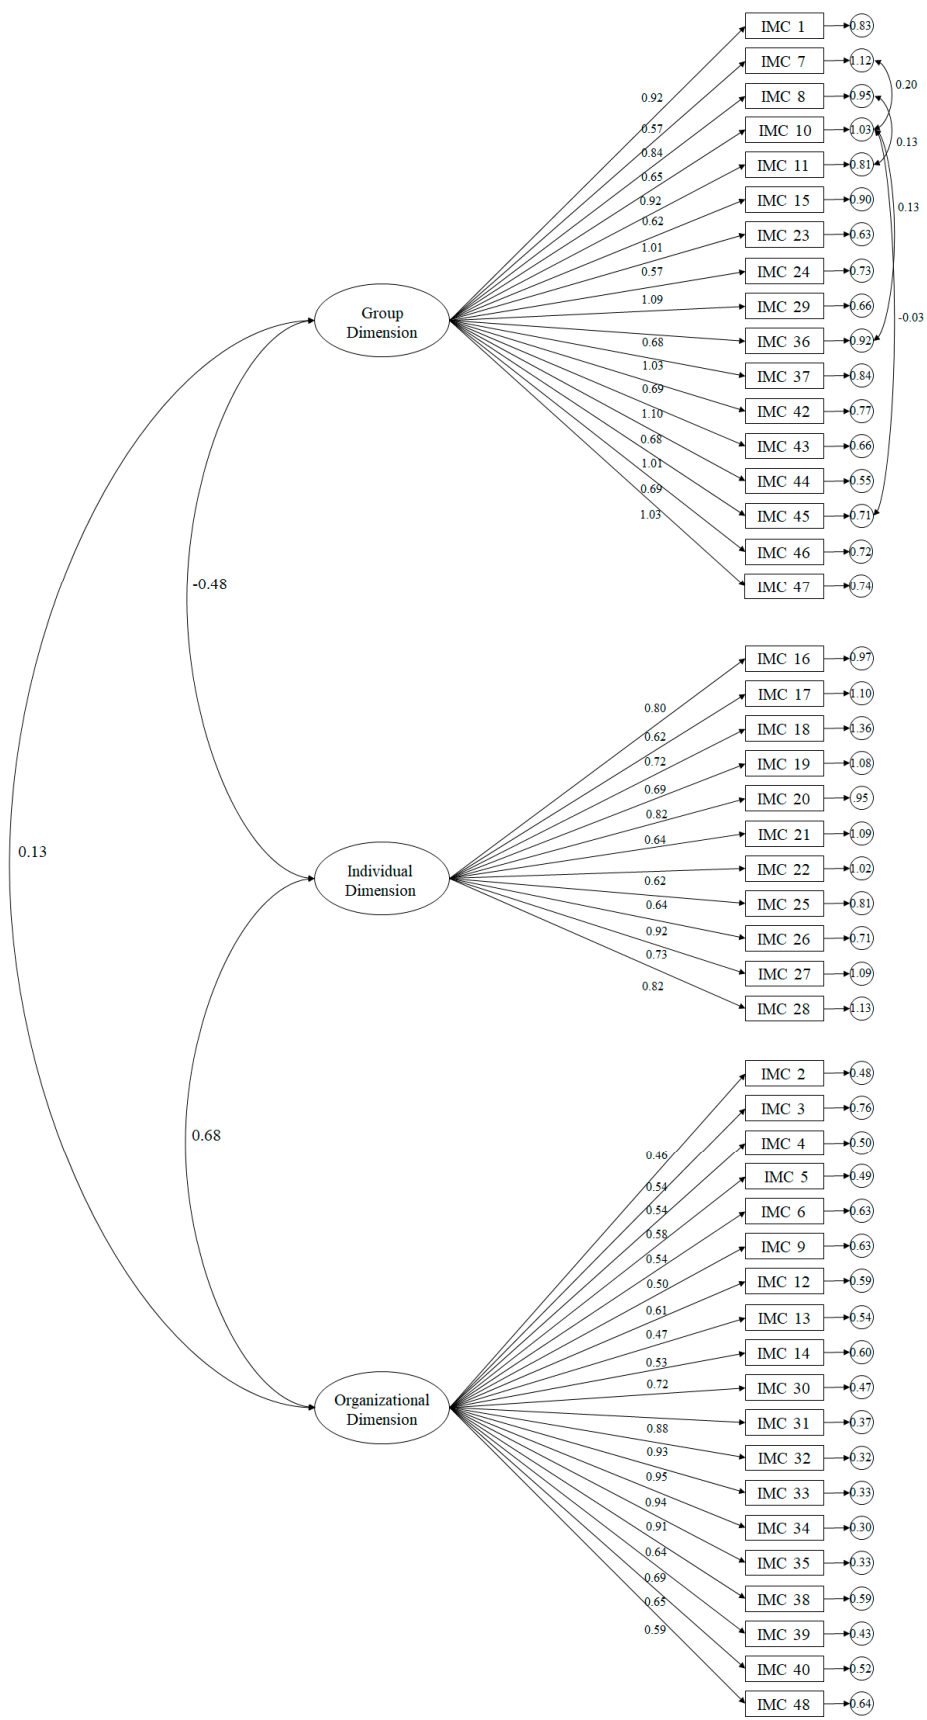 IMC 1
0.83
IMC 7
1.12
0.20
IMC 8
0.95
0.92
IMC 10
1.03
0.57
0.13
0.84
IMC 11
0.81
0.65
IMC 15
0.90
0.92
0.13
0.62
IMC 23
0.63
1.01
IMC 24
0.73
0.57
IMC 29
0.66
1.09
-0.03
Group
Dimension
IMC 36
0.92
0.68
IMC 37
0.84
1.03
0.69
IMC 42
0.77
1.10
IMC 43
0.66
0.68
1.01
IMC 44
0.55
0.69
IMC 45
0.71
1.03
IMC 46
0.72
IMC 47
0.74
-0.48
IMC 16
0.97
IMC 17
1.10
0.80
IMC 18
1.36
0.62
0.72
IMC 19
1.08
0.69
IMC 20
.95
0.82
IMC 21
1.09
0.64
0.13
IMC 22
1.02
Individual
Dimension
0.62
IMC 25
0.81
0.64
0.92
IMC 26
0.71
0.73
IMC 27
1.09
0.82
IMC 28
1.13
IMC 2
0.48
IMC 3
0.76
0.68
IMC 4
0.50
0.46
IMC 5
0.49
0.54
0.54
IMC 6
0.63
0.58
IMC 9
0.63
0.54
0.50
IMC 12
0.59
0.61
IMC 13
0.54
0.47
IMC 14
0.60
0.53
0.72
IMC 30
0.47
Organizational
Dimension
IMC 31
0.37
0.88
0.93
IMC 32
0.32
0.95
IMC 33
0.33
0.94
IMC 34
0.30
0.91
0.64
IMC 35
0.33
0.69
IMC 38
0.59
0.65
0.59
IMC 39
0.43
IMC 40
0.52
IMC 48
0.64